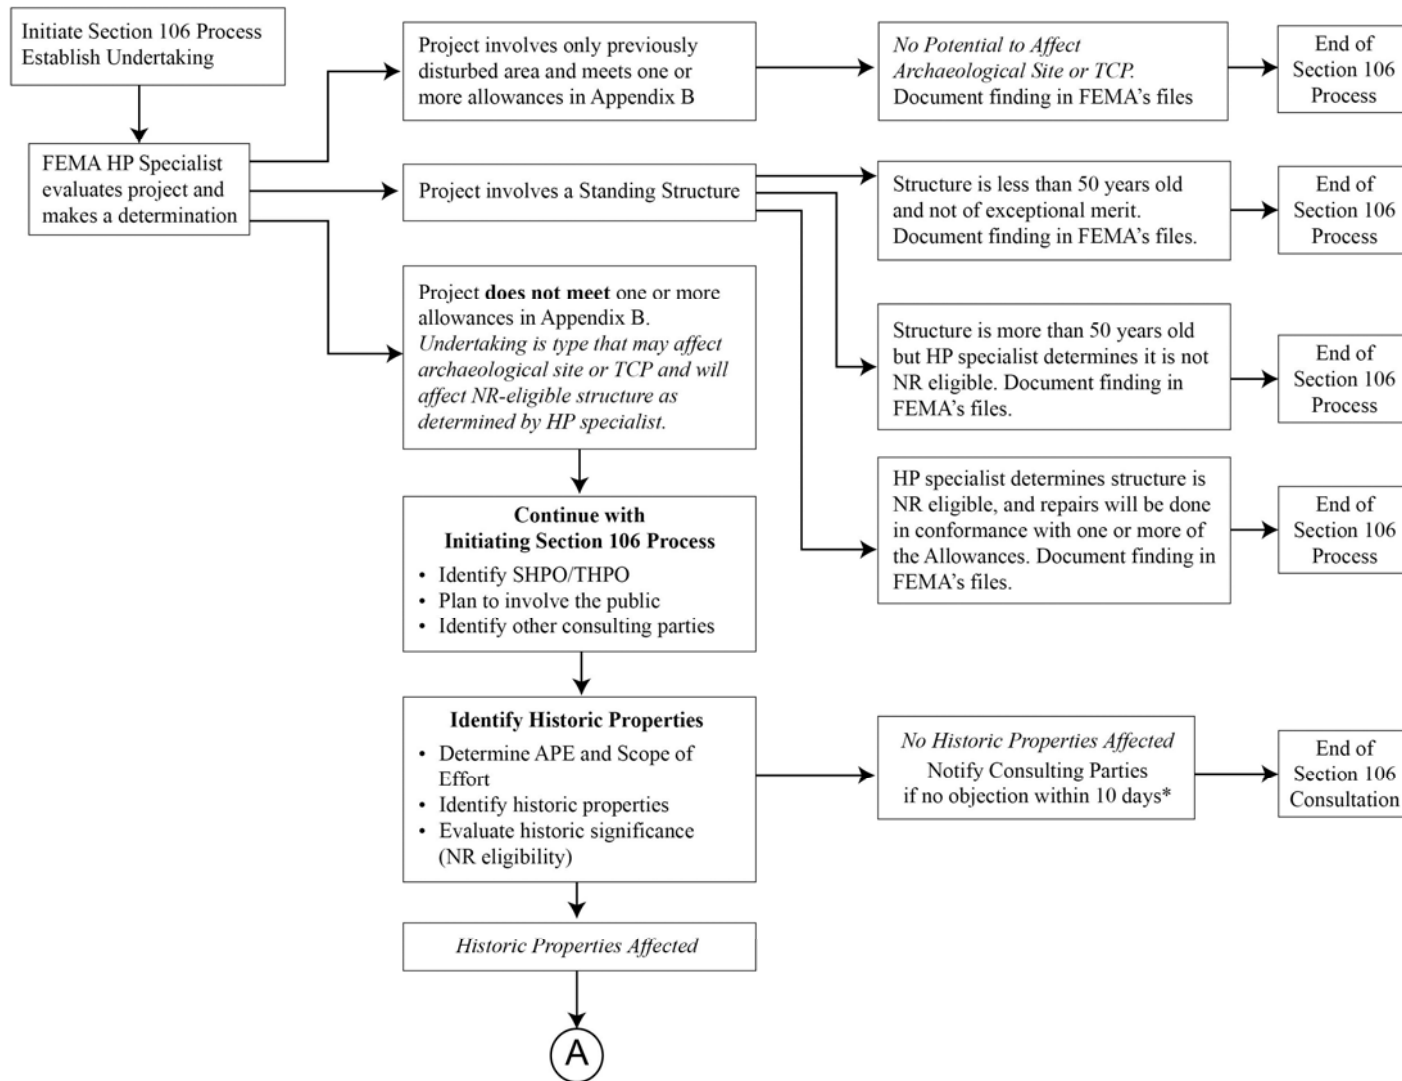 Initiate Section 106 Process
Establish Undertaking
FEMA HP Specialist
evaluates project and
makes a determination
Project involves only previously
disturbed area and meets one or
more allowances in Appendix B
No Potential to Affect
Archaeological Site or TCP.
Document finding in FEMA's files
End of
Section 106
Process
Project involves a Standing Structure
Structure is less than 50 years old
and not of exceptional merit.
Document finding in FEMA's files.
End of
Section 106
Process
Structure is more than 50 years old
but HP specialist determines it is not
NR eligible. Document finding in
FEMA's files.
End of
Section 106
Process
HP specialist determines structure is
NR eligible, and repairs will be done
in conformance with one or more of
the Allowances. Document finding in
FEMA's files.
End of
Section 106
Process
Project does not meet one or more
allowances in Appendix B.
Undertaking is type that may affect
archaeological site or TCP and will
affect NR-eligible structure as
determined by HP specialist.
Continue with
Initiating Section 106 Process
• Identify SHPO/THPO
• Plan to involve the public
• Identify other consulting parties
Identify Historic Properties
• Determine APE and Scope of
Effort
• Identify historic properties
• Evaluate historic significance
(NR eligibility)
No Historic Properties Affected
Notify Consulting Parties
if no objection within 10 days*
End of
Section 106
Consultation
Historic Properties Affected
A